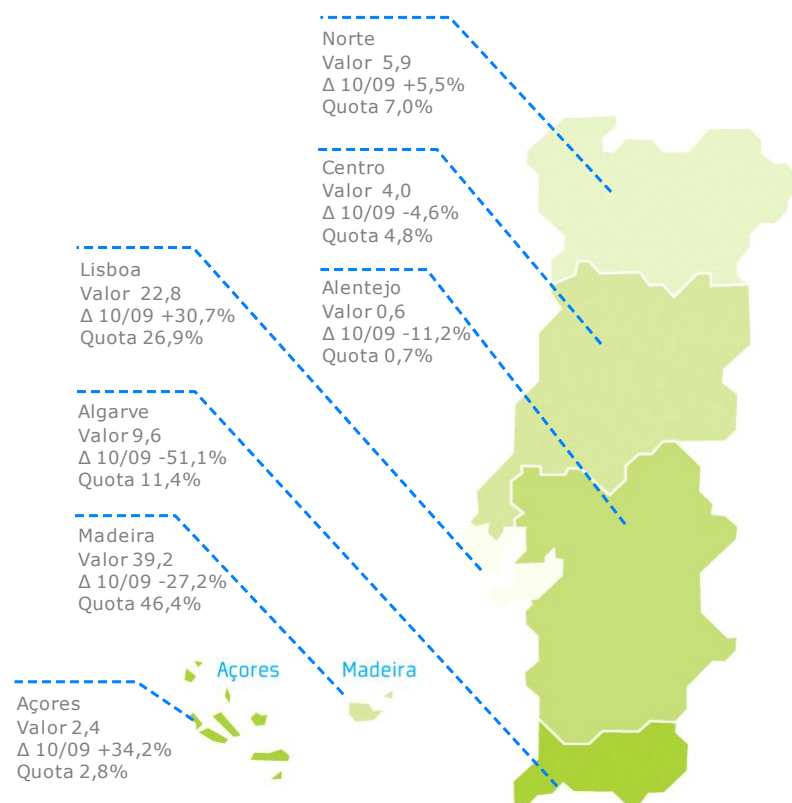 Norte
Valor 5,9
Δ 10/09 +5,5%
Quota 7,0%
Centro
Valor 4,0
Δ 10/09 -4,6%
Quota 4,8%
Lisboa
Valor 22,8
Δ 10/09 +30,7%
Quota 26,9%
Alentejo
Valor 0,6
Δ 10/09 -11,2%
Quota 0,7%
Algarve
Valor 9,6
Δ 10/09 -51,1%
Quota 11,4%
Madeira
Valor 39,2
Δ 10/09 -27,2%
Quota 46,4%
Açores
Madeira
Açores
Valor 2,4
Δ 10/09 +34,2%
Quota 2,8%